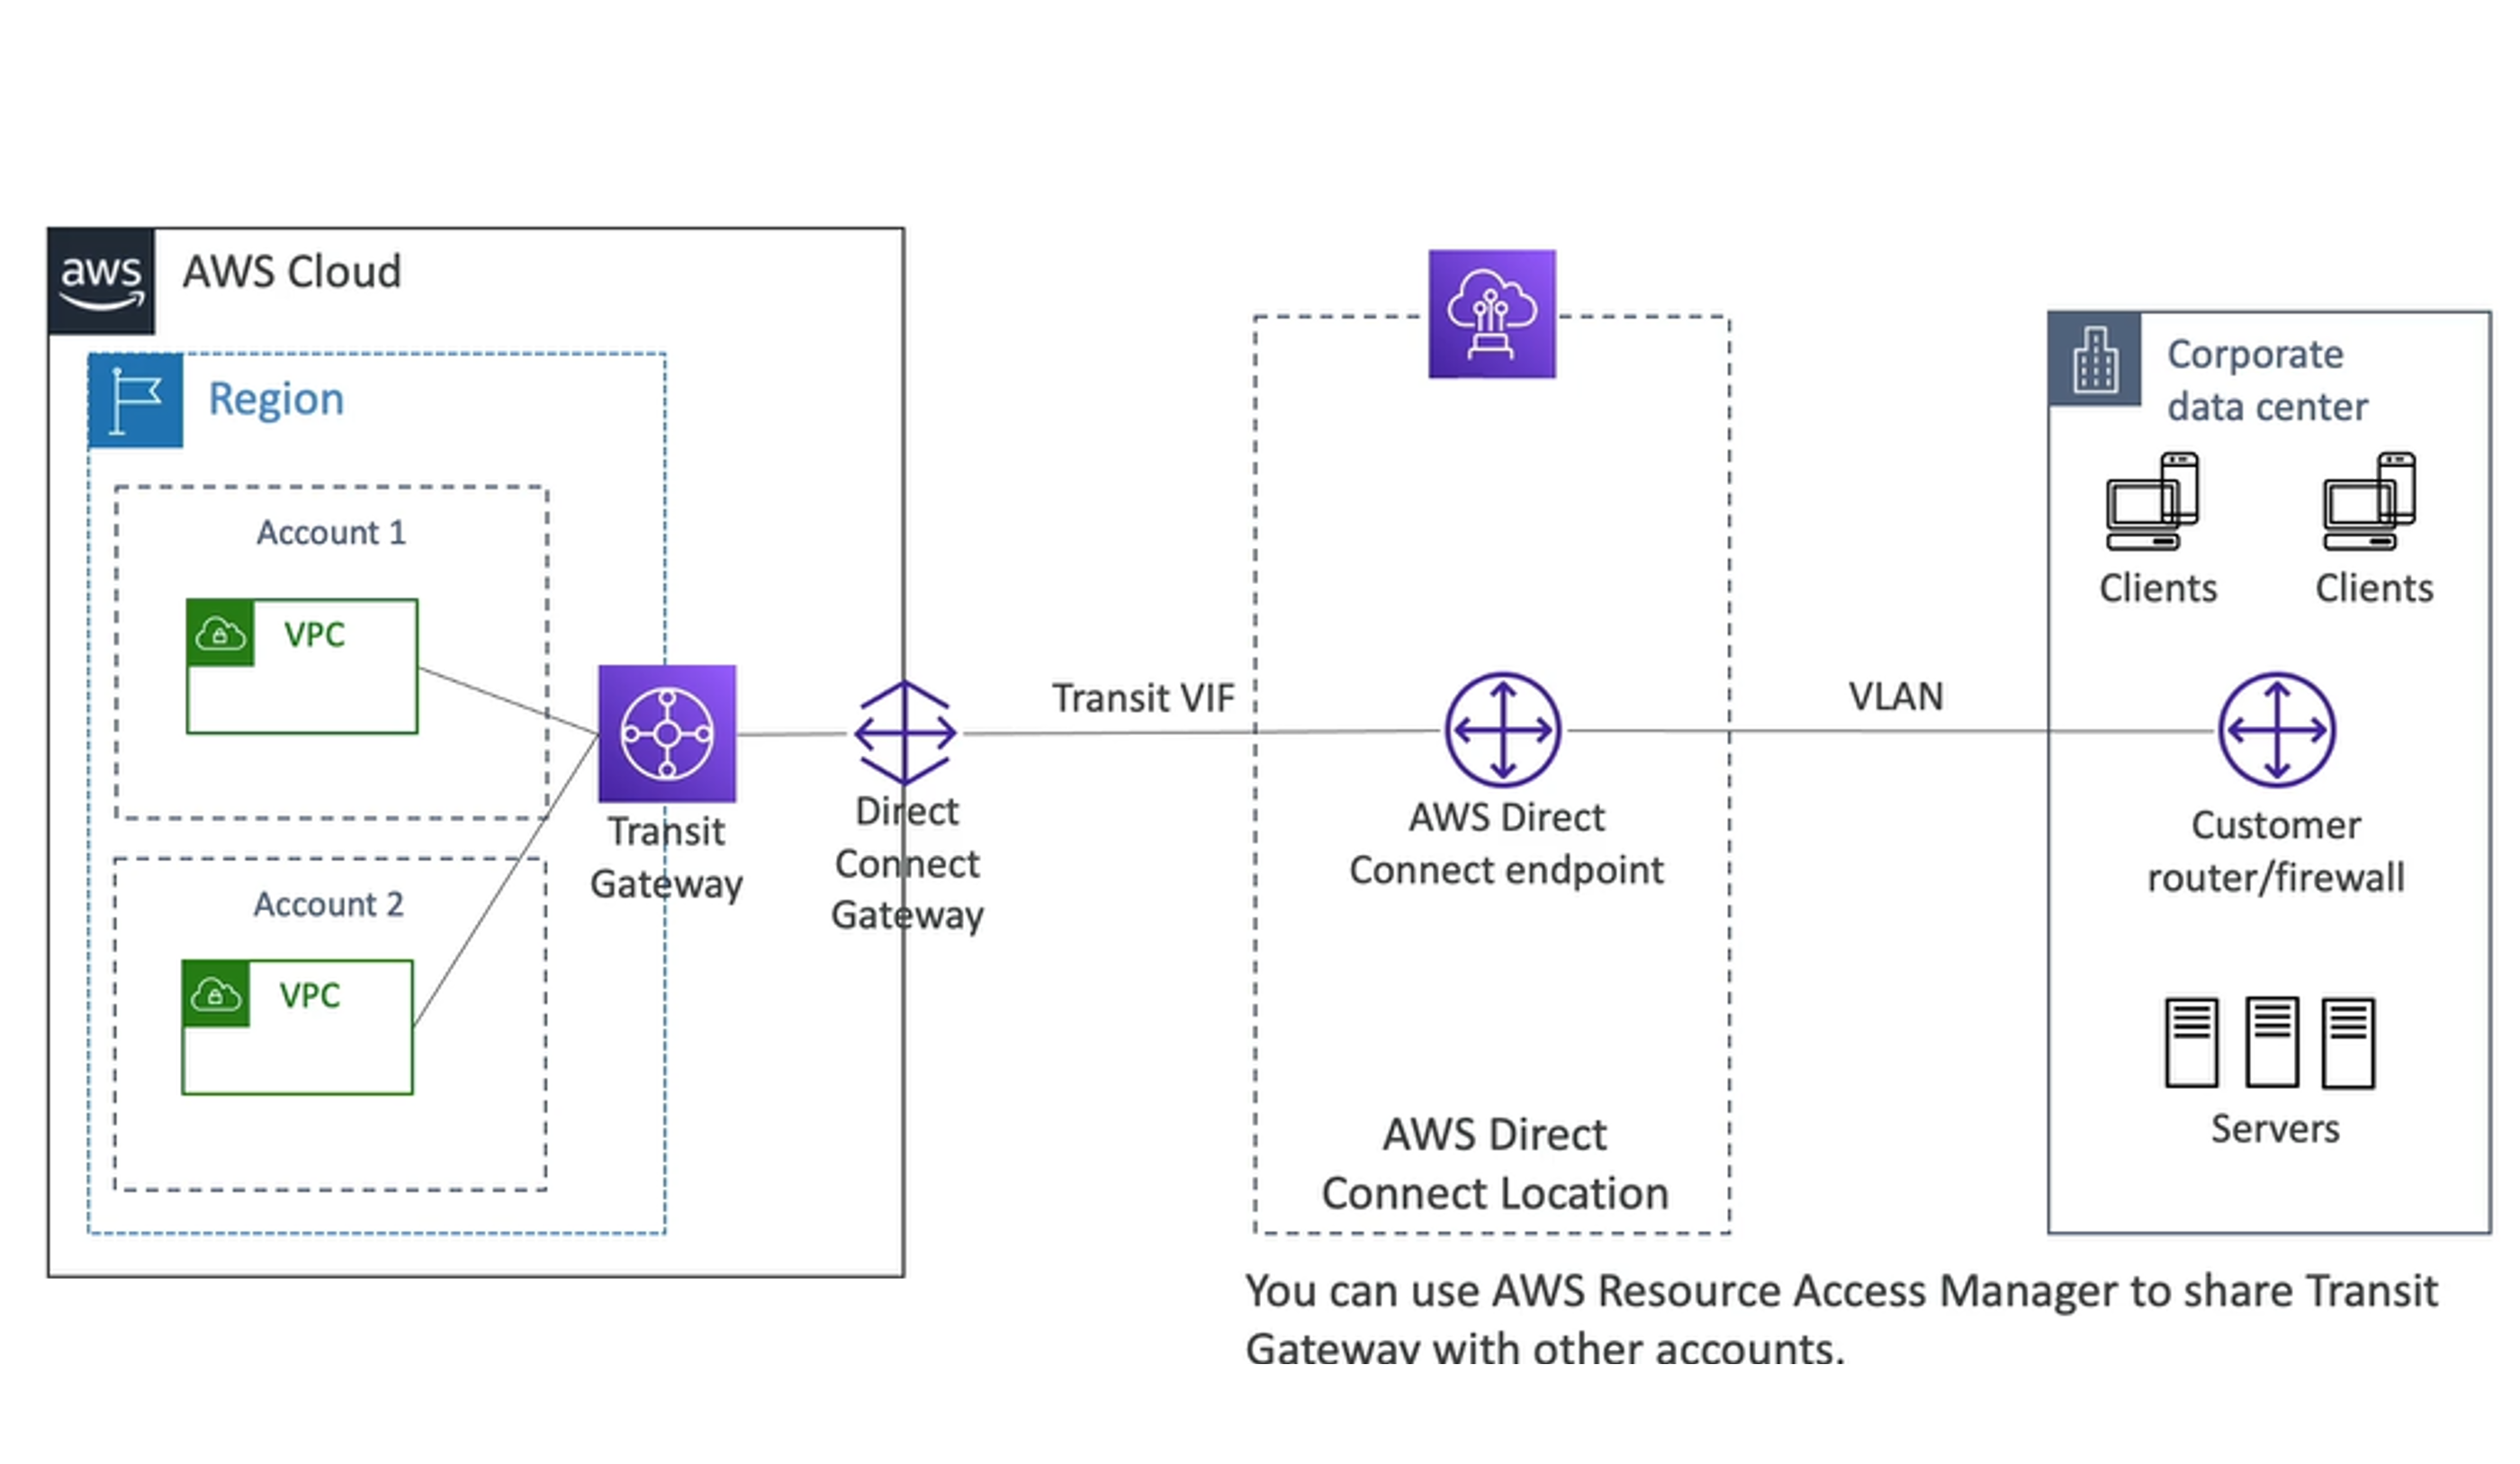 aws
AWS Cloud
Region
Account 1
VPC
Account 2
VPC
Transit
Gateway
Direct
Connect
Gateway
Transit VIF
AWS Direct
Connect endpoint
AWS Direct
Connect Location
VLAN
Corporate
data center
Clients
Clients
Customer
router/firewall
Servers
You can use AWS Resource Access Manager to share Transit
Gateway with other accounts.